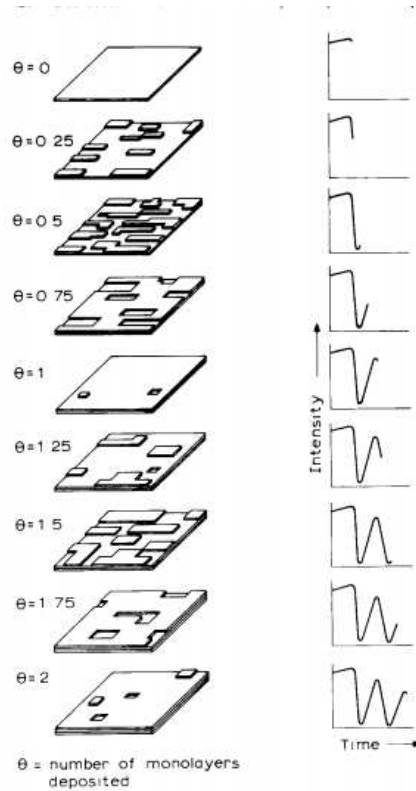 θ = 0
θ = 0 25
θ = 0 5
θ = 0 75
θ = 1
θ = 1 25
θ = 1 5
θ = 1 75
θ = 2
Intensity
Time
θ = number of monolayers
deposited